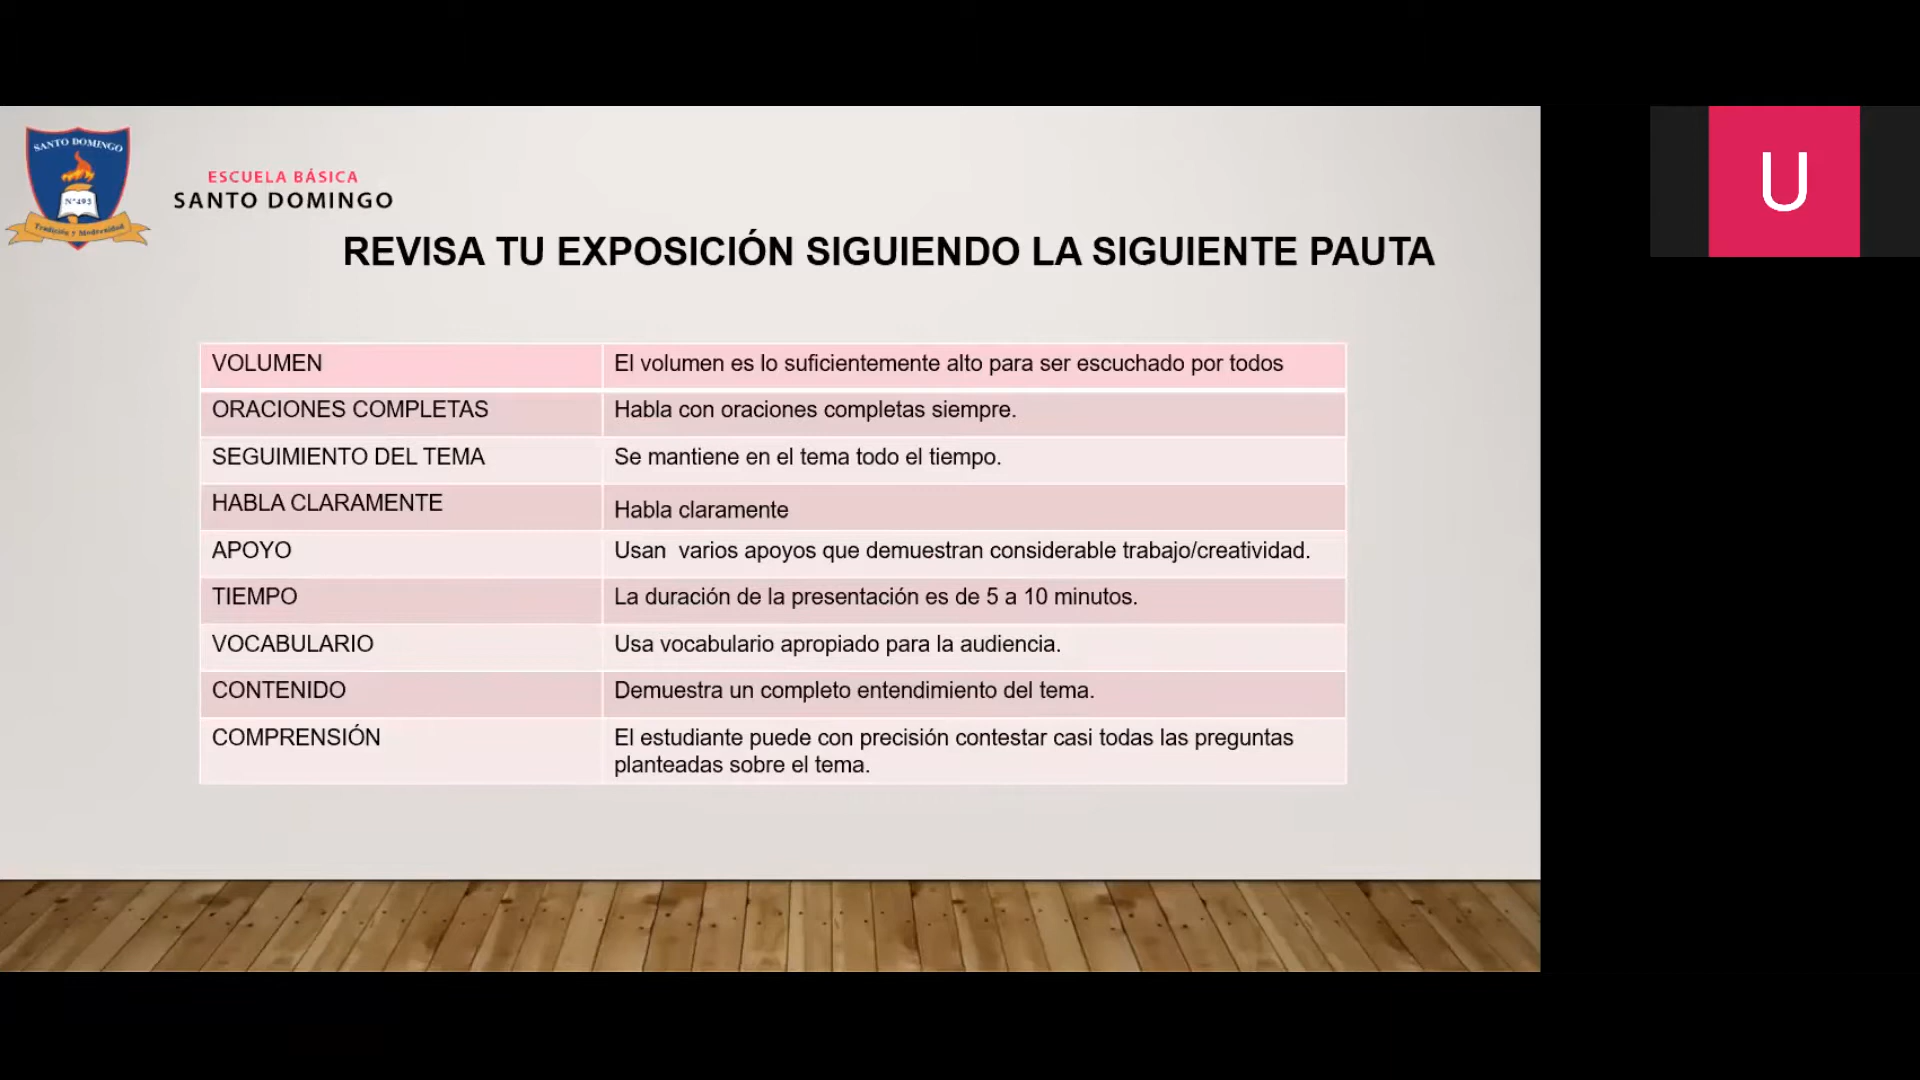 SANTO DOMINGO
N°493
Tradición y Modernidad
ESCUELA BÁSICA
SANTO DOMINGO
U
REVISA TU EXPOSICIÓN SIGUIENDO LA SIGUIENTE PAUTA
VOLUMEN El volumen es lo suficientemente alto para ser escuchado por todos
ORACIONES COMPLETAS Habla con oraciones completas siempre.
SEGUIMIENTO DEL TEMA Se mantiene en el tema todo el tiempo.
HABLA CLARAMENTE Habla claramente
APOYO Usan  varios apoyos que demuestran considerable trabajo/creatividad.
TIEMPO La duración de la presentación es de 5 a 10 minutos.
VOCABULARIO Usa vocabulario apropiado para la audiencia.
CONTENIDO Demuestra un completo entendimiento del tema.
COMPRENSIÓN El estudiante puede con precisión contestar casi todas las preguntas
planteadas sobre el tema.